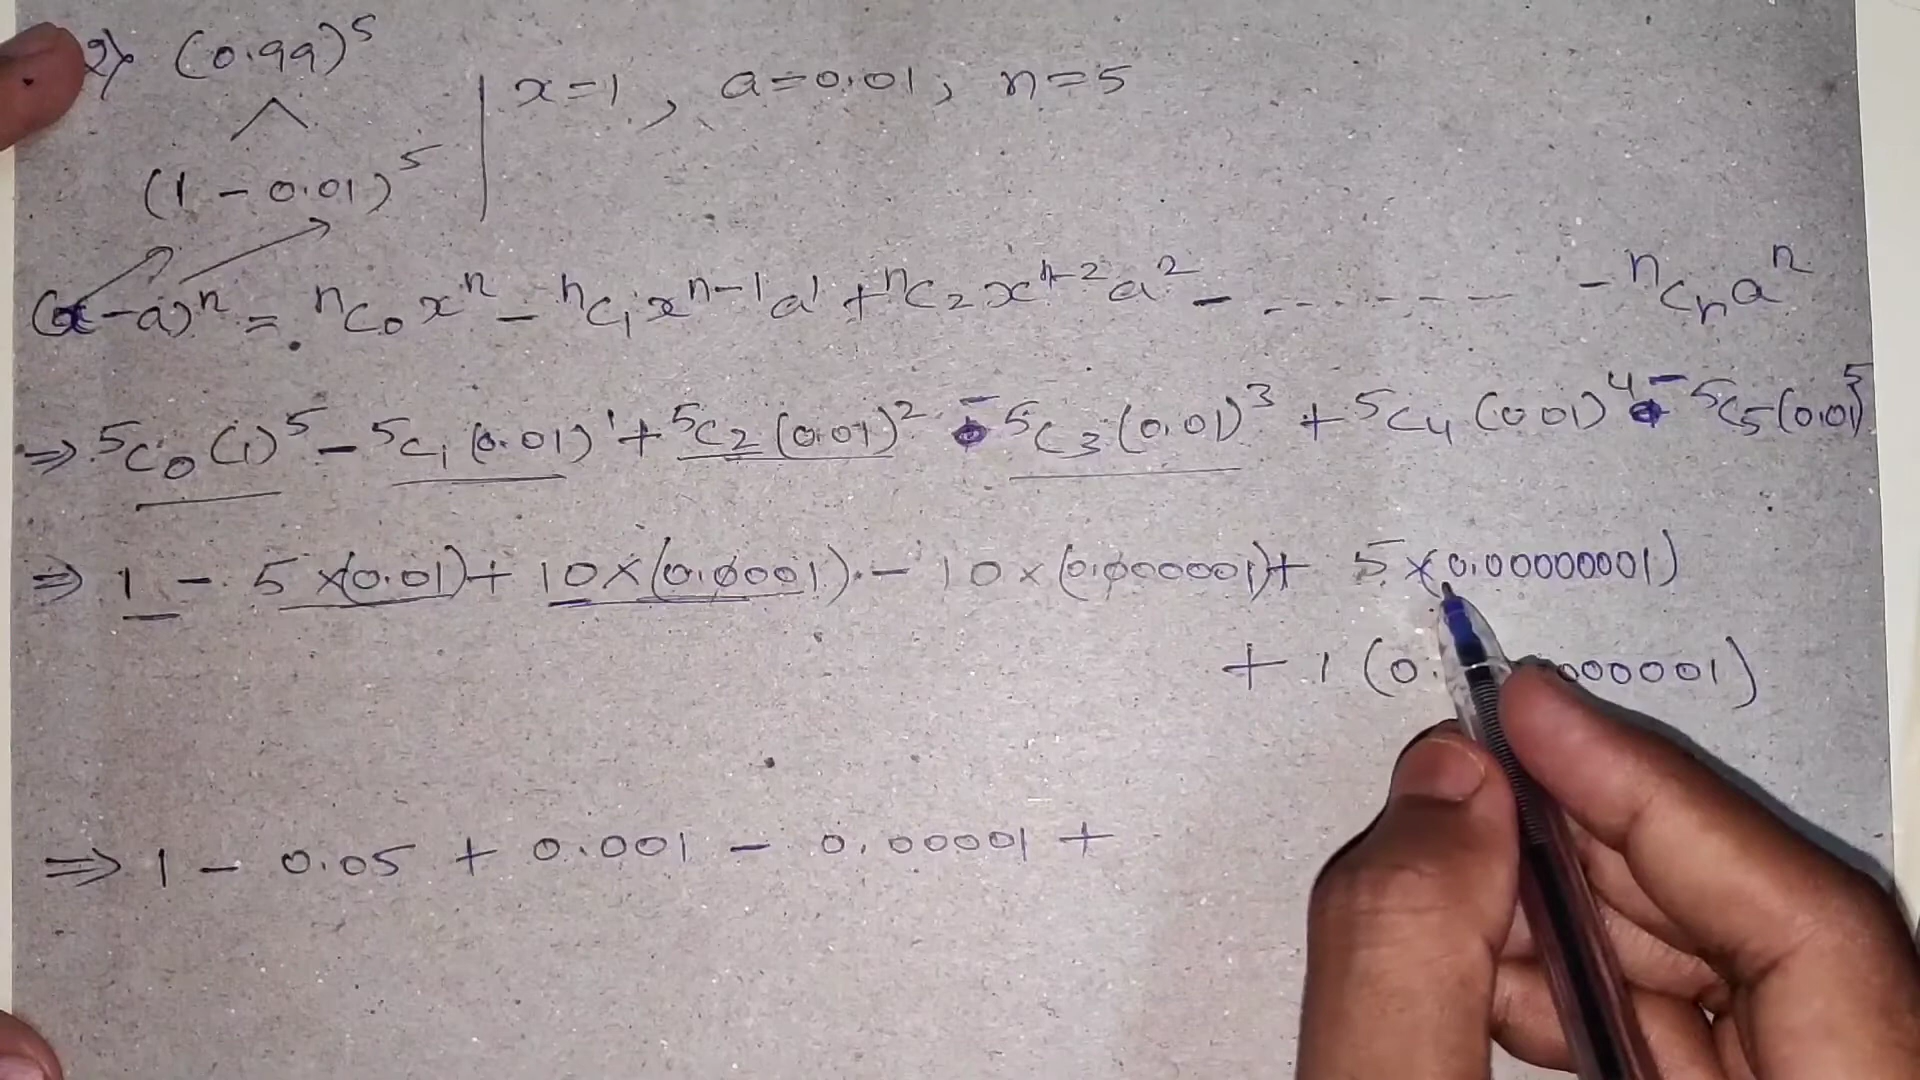 2) (0.99)^5
x=1, a=0.01, n=5
(1 - 0.01)^5
(x-a)^n = nC0 x^n - nC1 x^n-1 a^1 + nC2 x^n-2 a^2 - ------- - nCn a^n
⇒ 5C0 (1)^5 - 5C1 (0.01)^1 + 5C2 (0.01)^2 - 5C3 (0.01)^3 + 5C4 (0.01)^4 - 5C5 (0.01)^5
⇒ 1 - 5×(0.01) + 10×(0.0001) - 10×(0.000001) + 5×(0.00000001)
+ 1 (0. 000001)
⇒ 1 - 0.05 + 0.001 - 0.00001 +